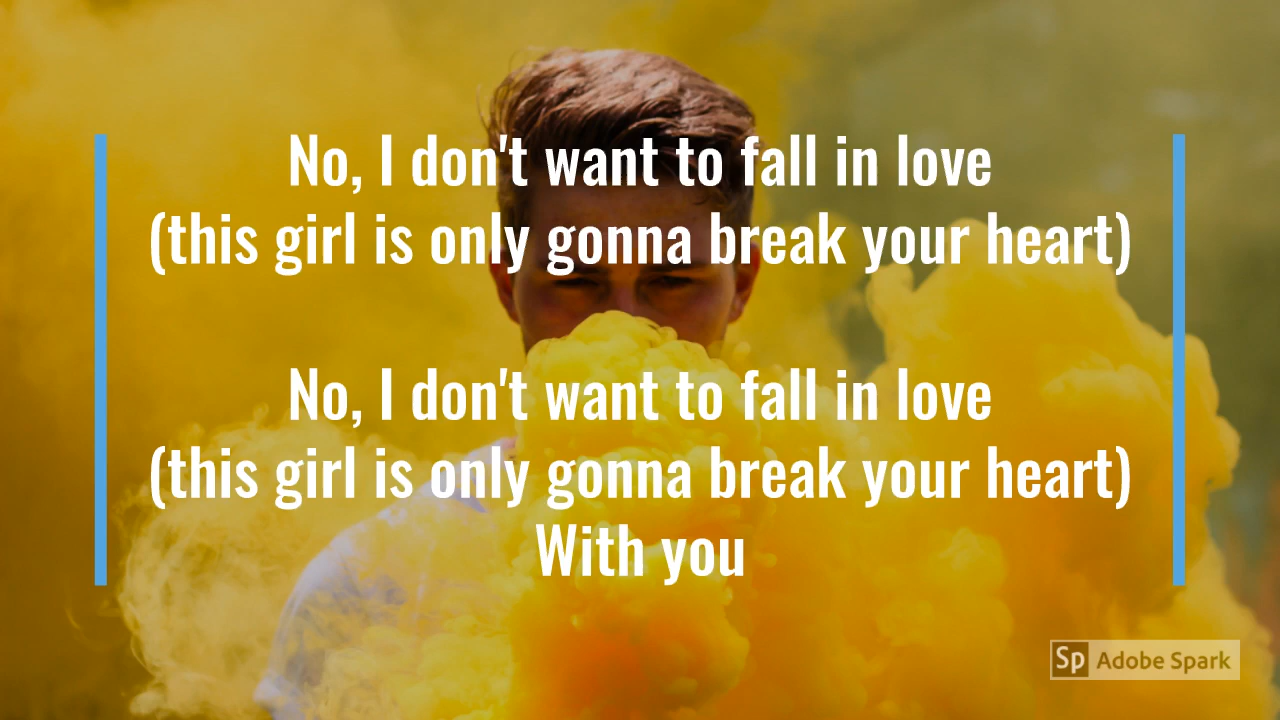 No, I don't want to fall in love
(this girl is only gonna break your heart)
No, I don't want to fall in love
(this girl is only gonna break your heart)
With you
Sp Adobe Spark